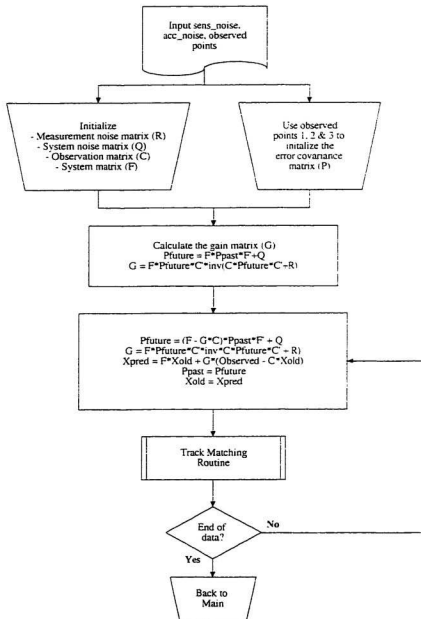 Input sens_noise,
acc_noise, observed
points
Initialize
- Measurement noise matrix (R)
- System noise matrix (Q)
- Observation matrix (C)
- System matrix (F)
Use observed
points 1, 2 & 3 to
initalize the
error covariance
matrix (P)
Calculate the gain matrix (G)
Pfuture = F*Ppast*F'+Q
G = F*Pfuture*C'*inv(C*Pfuture*C'+R)
Pfuture = (F - G*C)*Ppast*F' + Q
G = F*Pfuture*C'*inv*C*Pfuture*C' + R)
Xpred = F*Xold + G*(Observed - C*Xold)
Ppast = Pfuture
Xold = Xpred
Track Matching
Routine
End of
data?
No
Yes
Back to
Main